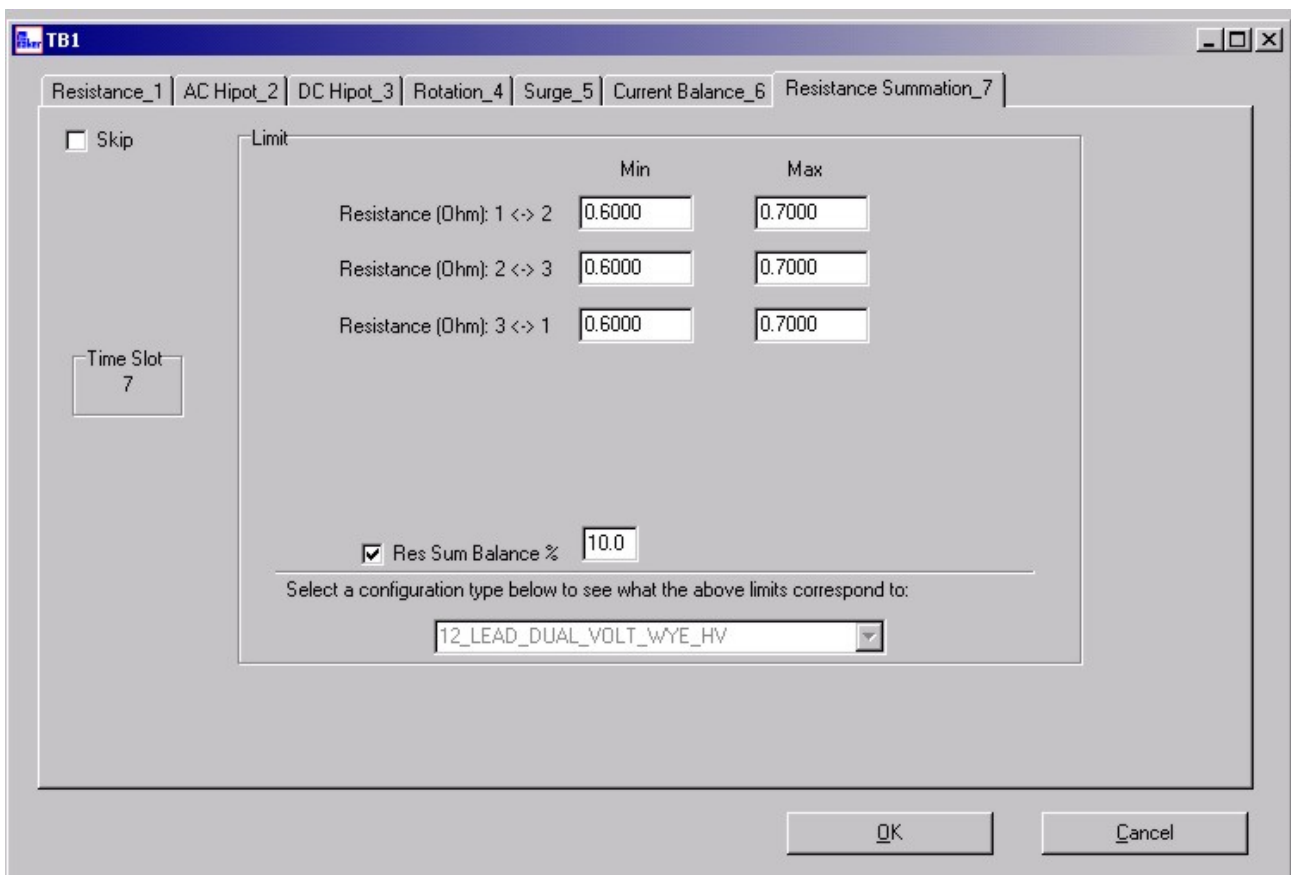 TB1
Resistance_1 AC Hipot_2 DC Hipot_3 Rotation_4 Surge_5 Current Balance_6 Resistance Summation_7
Skip
Limit
Min Max
Resistance (Ohm): 1 <-> 2 0.6000 0.7000
Resistance (Ohm): 2 <-> 3 0.6000 0.7000
Resistance (Ohm): 3 <-> 1 0.6000 0.7000
Time Slot
7
Res Sum Balance % 10.0
Select a configuration type below to see what the above limits correspond to:
12_LEAD_DUAL_VOLT_WYE_HV
OK Cancel